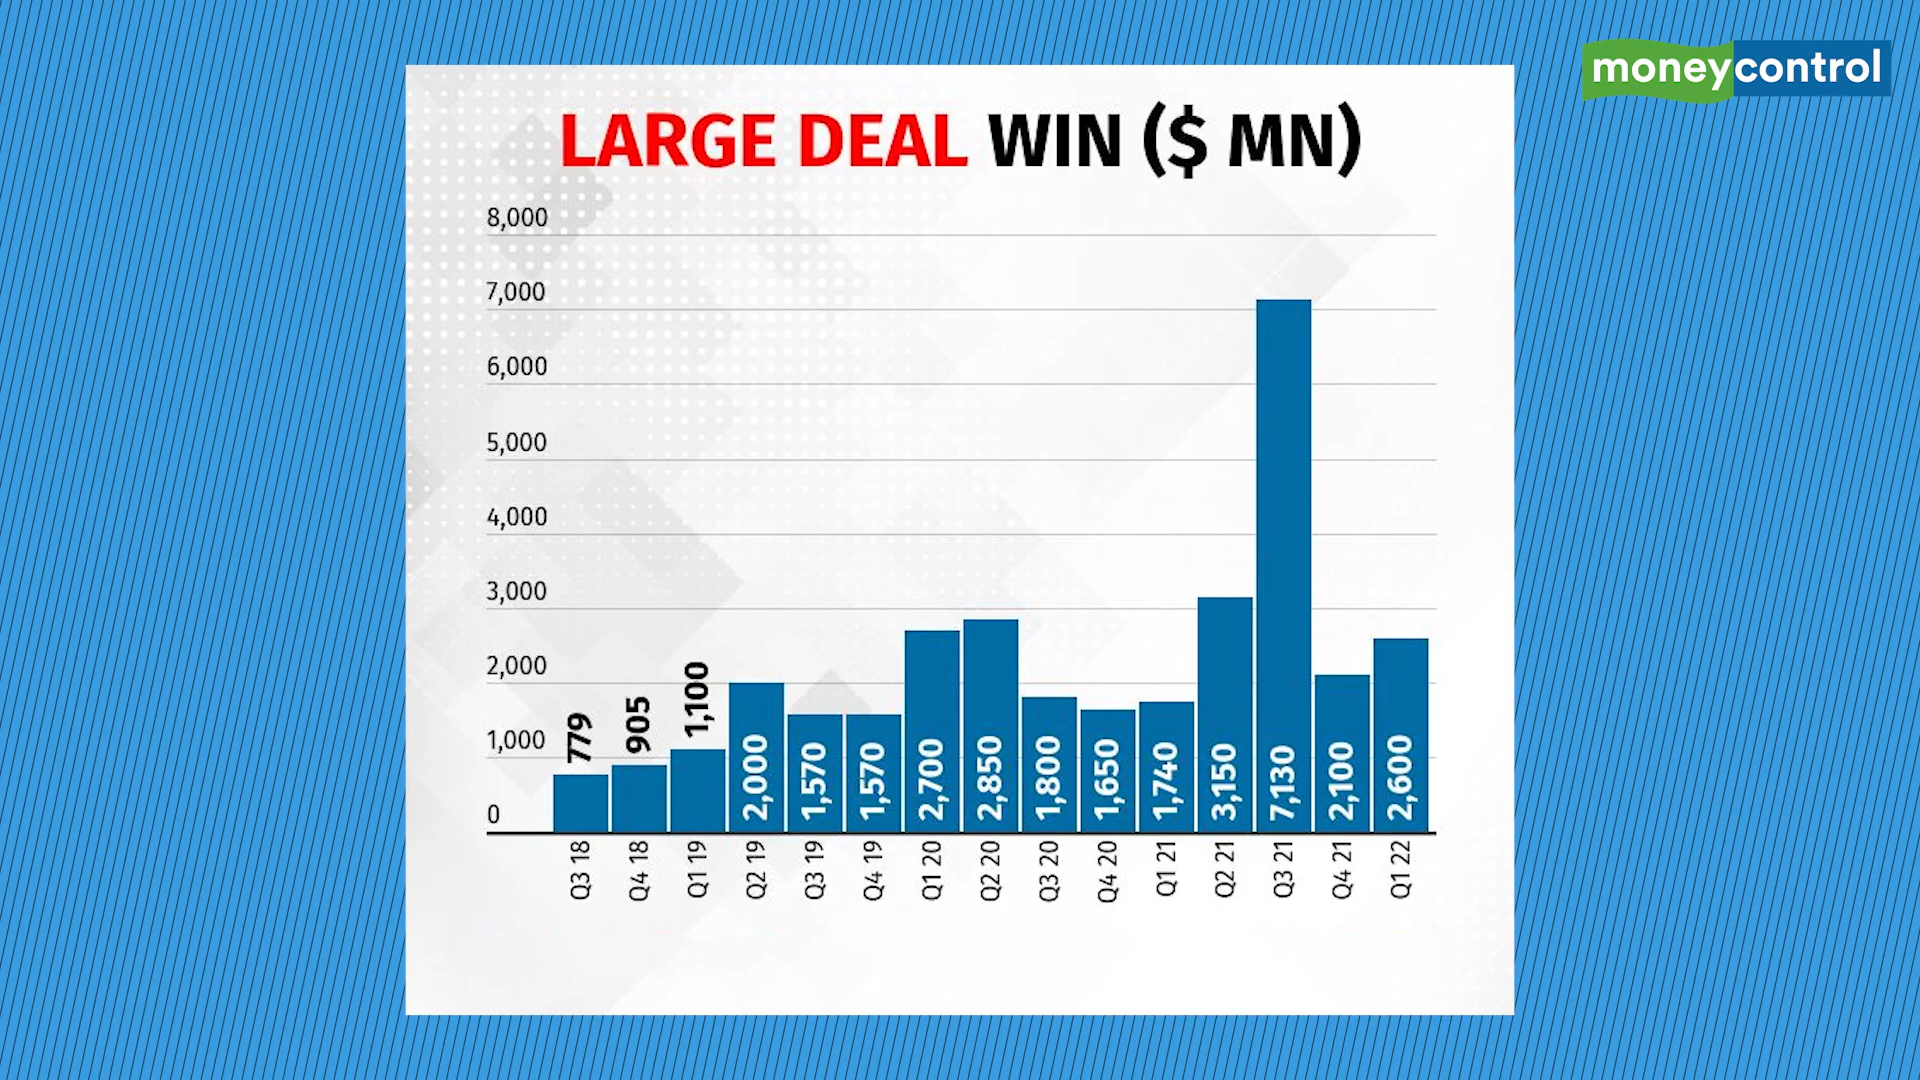 moneycontrol
LARGE DEAL WIN ($ MN)
8,000
7,000
6,000
5,000
4,000
3,000
2,000
1,000
0
779
905
1,100
2,000
1,570
1,570
2,700
2,850
1,800
1,650
1,740
3,150
7,130
2,100
2,600
Q3 18
Q4 18
Q1 19
Q2 19
Q3 19
Q4 19
Q1 20
Q2 20
Q3 20
Q4 20
Q1 21
Q2 21
Q3 21
Q4 21
Q1 22